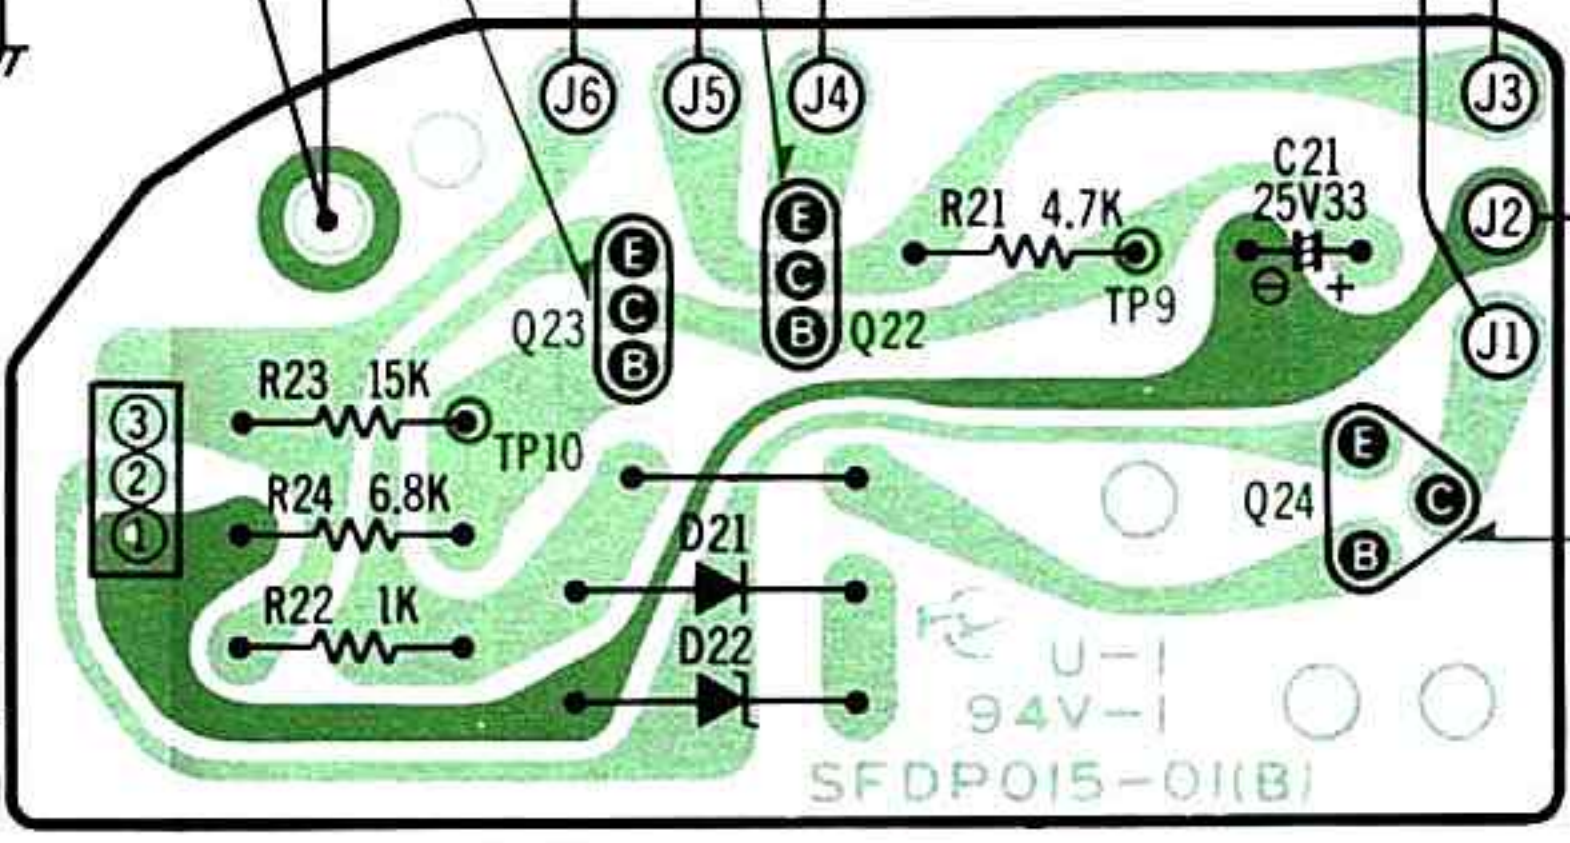 J6 J5 J4 J3
C21
25V33
R21 4.7K
J2
TP9
⊖ +
E
C
B
Q22
E
C
B
Q23
J1
R23 15K
TP10
3
2
1
R24 6.8K
D21
R22 1K
D22
E
C
B
Q24
U-1
94V-1
SFDP015-01(B)